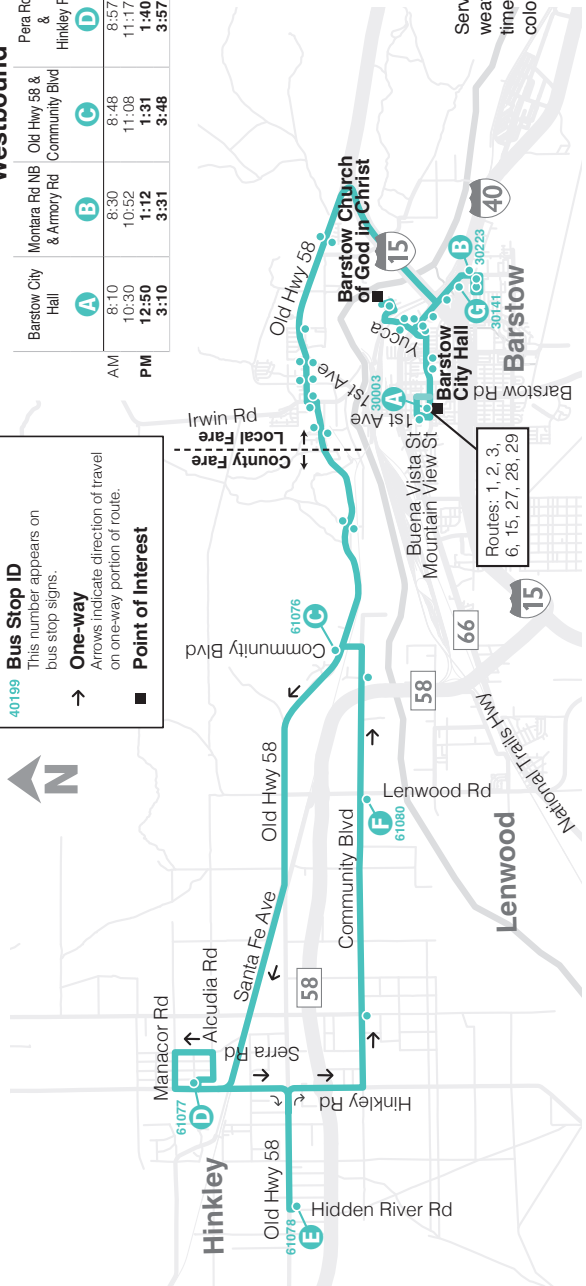 Westbound
Barstow City
Hall
Montara Rd NB
& Armory Rd
Old Hwy 58 &
Community Blvd
Pera Rd
&
A
B
C
D
AM
8:10
8:30
8:48
8:57
10:30
10:52
11:08
11:17
PM
12:50
1:12
1:31
1:40
3:10
3:31
3:48
3:57
40199 Bus Stop ID
This number appears on
bus stop signs.
One-way
Arrows indicate direction of travel
on one-way portion of route.
Point of Interest
N
Hinkley
Manacor Rd
Alcudia Rd
61077
D
Serra Rd
Hinkley Rd
Old Hwy 58
Hidden River Rd
61078
E
Santa Fe Ave
58
Old Hwy 58
Community Blvd
Lenwood Rd
F
61080
Lenwood
National Trails Hwy
58
66
15
Community Blvd
61076
C
County Fare
Local Fare
Irwin Rd
Old Hwy 58
1st Ave
1st Ave
30003
A
Buena Vista St
Mountain View St
Barstow
City Hall
Barstow Rd
Routes: 1, 2, 3,
6, 15, 27, 28, 29
Yucca
Barstow Church
of God in Christ
15
40
B
30223
G
30141
Barstow